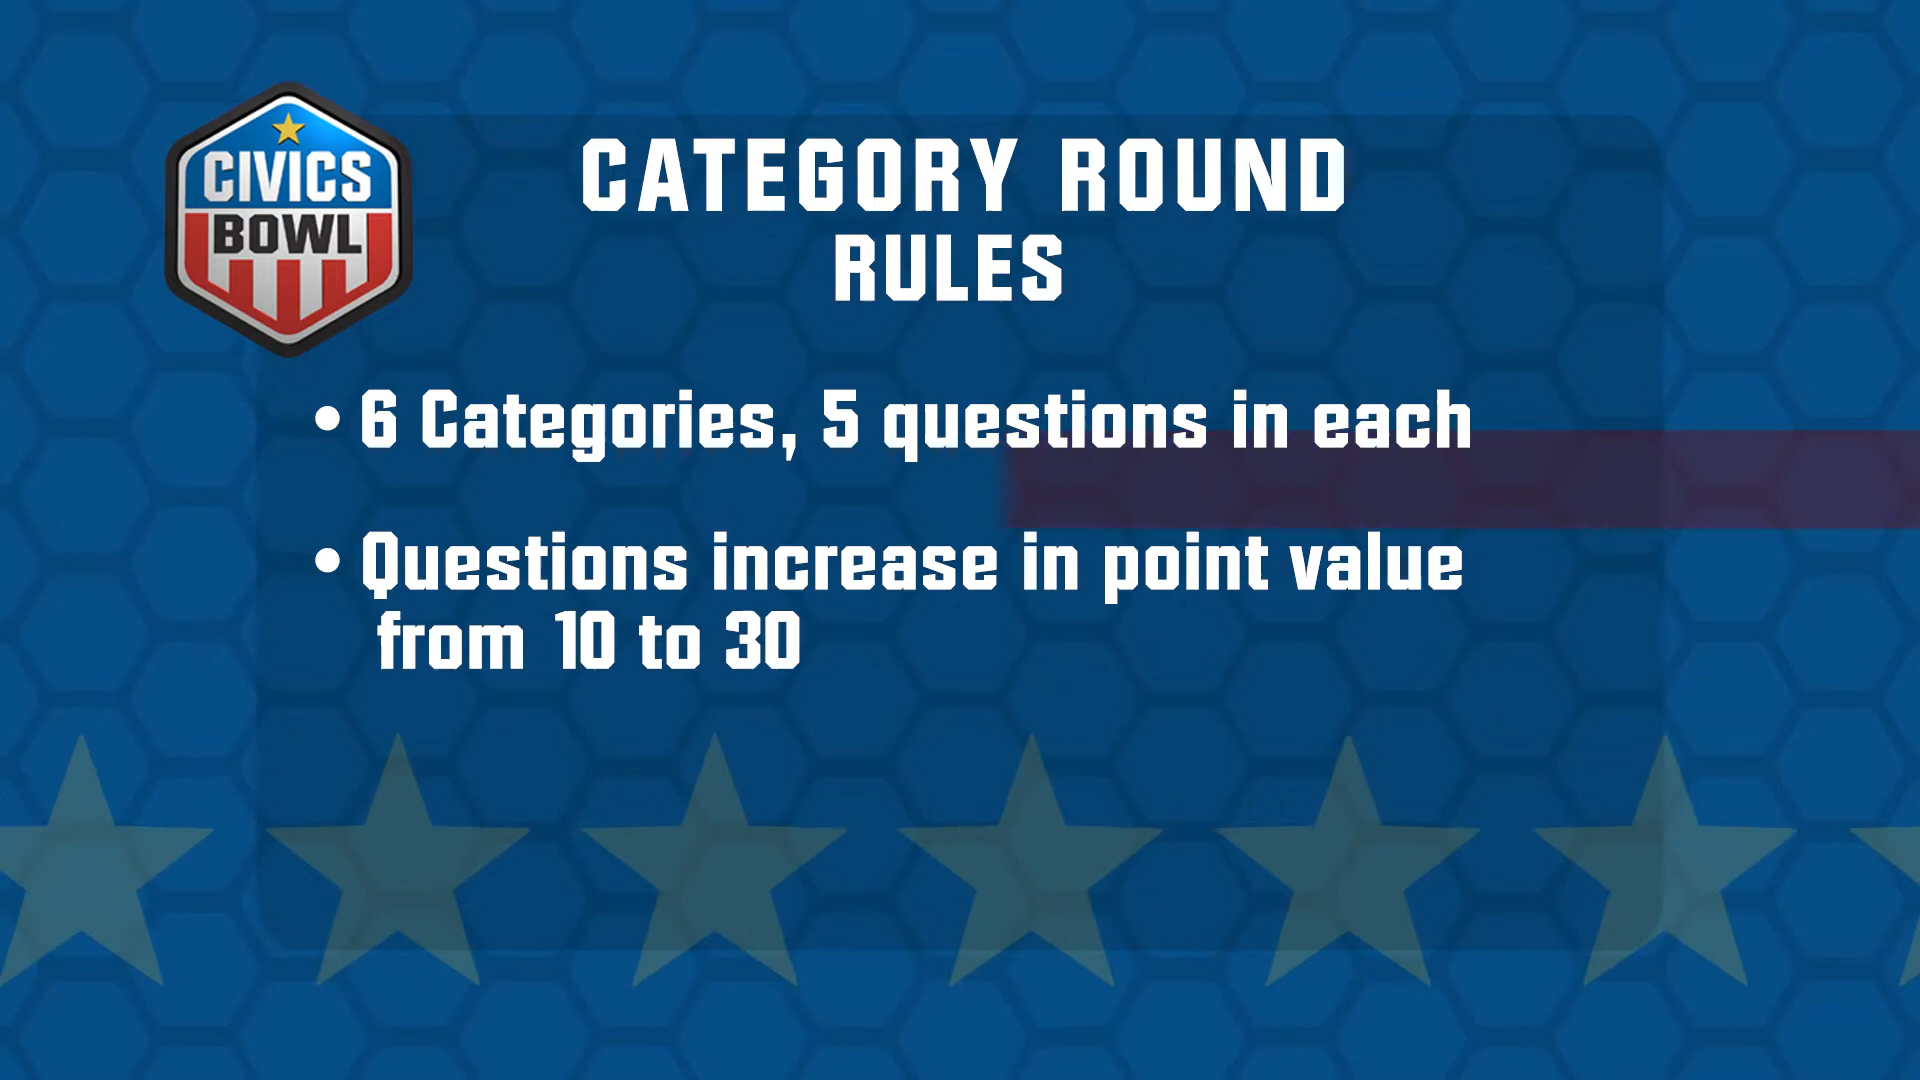 CIVICS
BOWL
CATEGORY ROUND
RULES
• 6 Categories, 5 questions in each
• Questions increase in point value
from 10 to 30